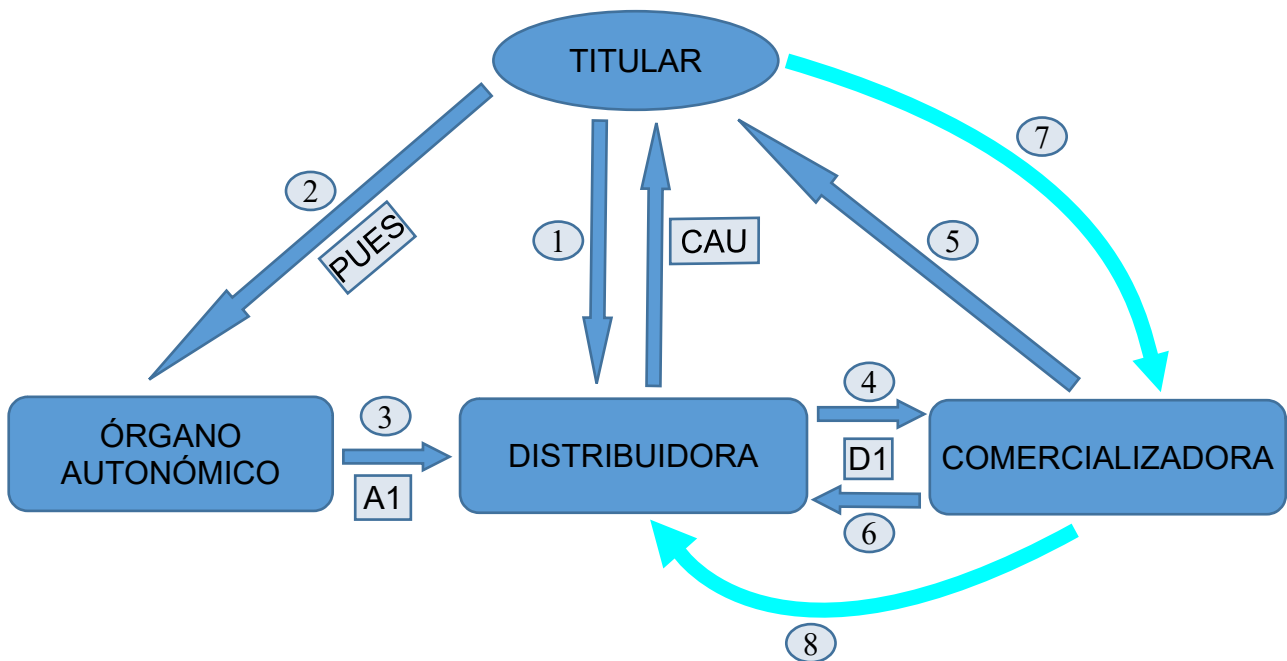 TITULAR
7
2
PUES
1
CAU
5
ÓRGANO
AUTONÓMICO
3
A1
DISTRIBUIDORA
4
D1
6
COMERCIALIZADORA
8